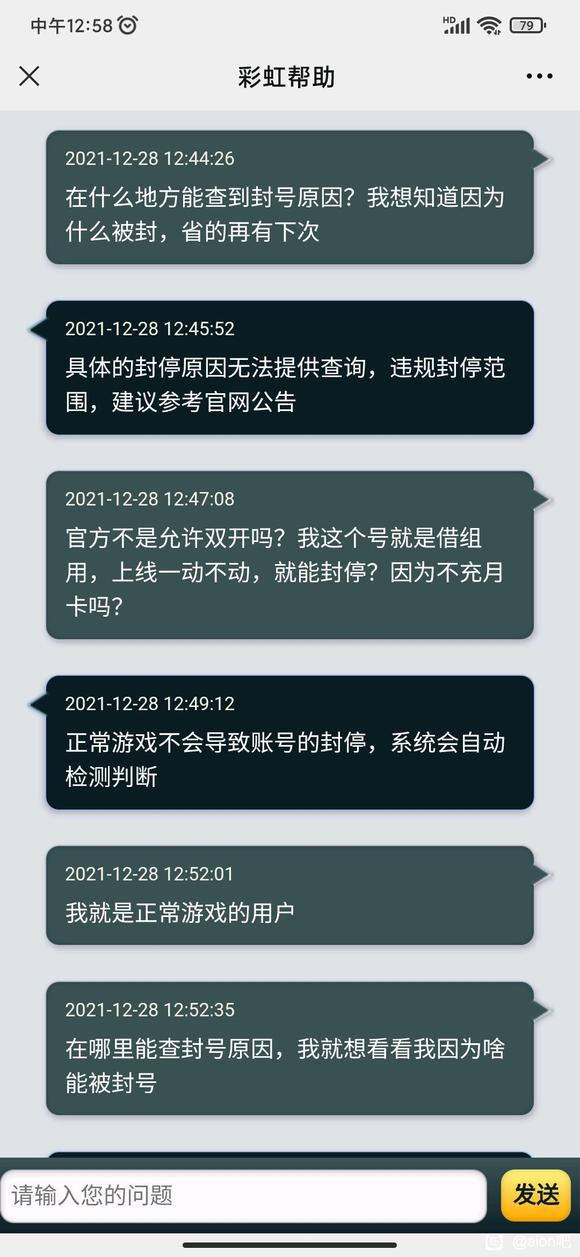 中午12:58
HD
79
彩虹帮助
2021-12-28 12:44:26
在什么地方能查到封号原因？我想知道因为
什么被封，省的再有下次
2021-12-28 12:45:52
具体的封停原因无法提供查询，违规封停范
围，建议参考官网公告
2021-12-28 12:47:08
官方不是允许双开吗？我这个号就是借组
用，上线一动不动，就能封停？因为不充月
卡吗？
2021-12-28 12:49:12
正常游戏不会导致账号的封停，系统会自动
检测判断
2021-12-28 12:52:01
我就是正常游戏的用户
2021-12-28 12:52:35
在哪里能查封号原因，我就想看看我因为啥
能被封号
请输入您的问题
发送